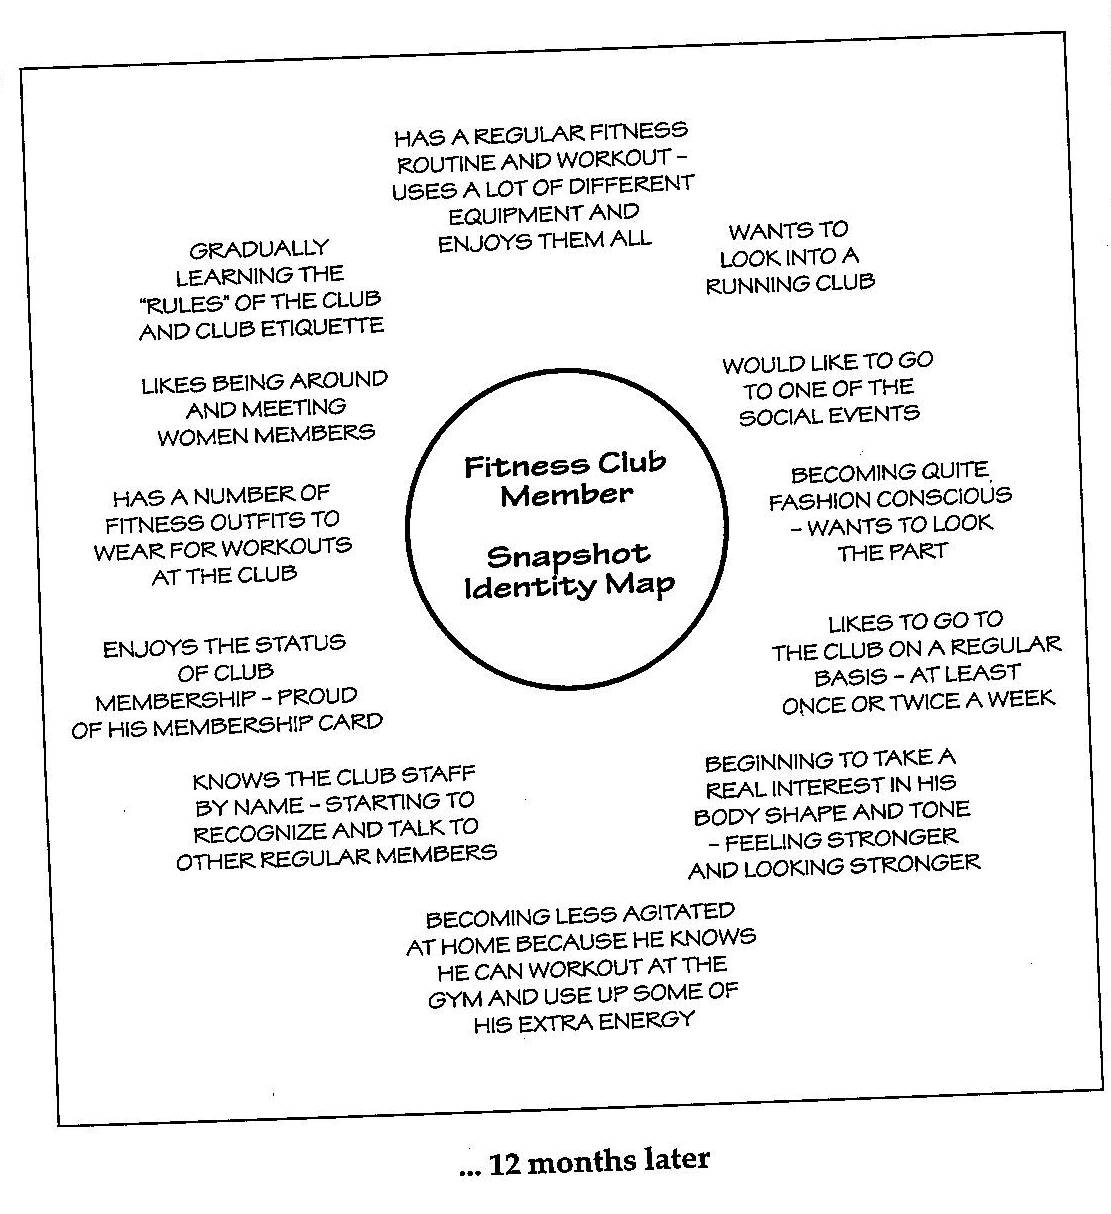 HAS A REGULAR FITNESS
ROUTINE AND WORKOUT –
USES A LOT OF DIFFERENT
EQUIPMENT AND
ENJOYS THEM ALL
WANTS TO
LOOK INTO A
RUNNING CLUB
WOULD LIKE TO GO
TO ONE OF THE
SOCIAL EVENTS
BECOMING QUITE
FASHION CONSCIOUS
– WANTS TO LOOK
THE PART
LIKES TO GO TO
THE CLUB ON A REGULAR
BASIS – AT LEAST
ONCE OR TWICE A WEEK
BEGINNING TO TAKE A
REAL INTEREST IN HIS
BODY SHAPE AND TONE
– FEELING STRONGER
AND LOOKING STRONGER
BECOMING LESS AGITATED
AT HOME BECAUSE HE KNOWS
HE CAN WORKOUT AT THE
GYM AND USE UP SOME OF
HIS EXTRA ENERGY
KNOWS THE CLUB STAFF
BY NAME – STARTING TO
RECOGNIZE AND TALK TO
OTHER REGULAR MEMBERS
ENJOYS THE STATUS
OF CLUB
MEMBERSHIP – PROUD
OF HIS MEMBERSHIP CARD
HAS A NUMBER OF
FITNESS OUTFITS TO
WEAR FOR WORKOUTS
AT THE CLUB
LIKES BEING AROUND
AND MEETING
WOMEN MEMBERS
GRADUALLY
LEARNING THE
"RULES" OF THE CLUB
AND CLUB ETIQUETTE
Fitness Club
Member
Snapshot
Identity Map
... 12 months later